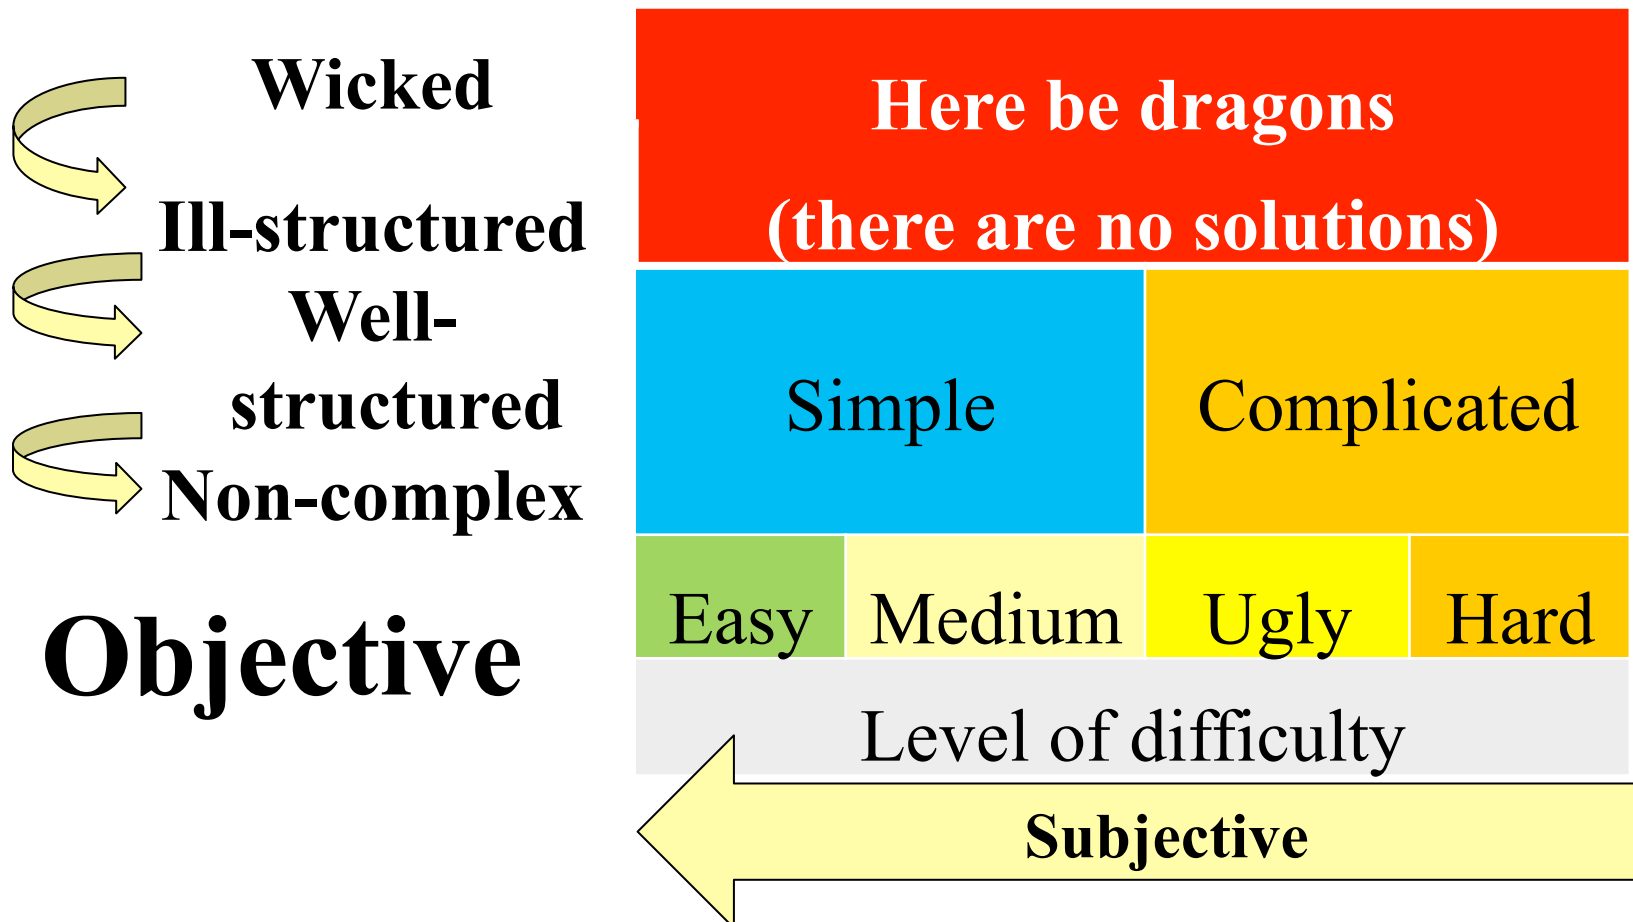 Wicked
Here be dragons
Ill-structured
(there are no solutions)
Well-
structured
Simple
Complicated
Non-complex
Easy
Medium
Ugly
Hard
Objective
Level of difficulty
Subjective